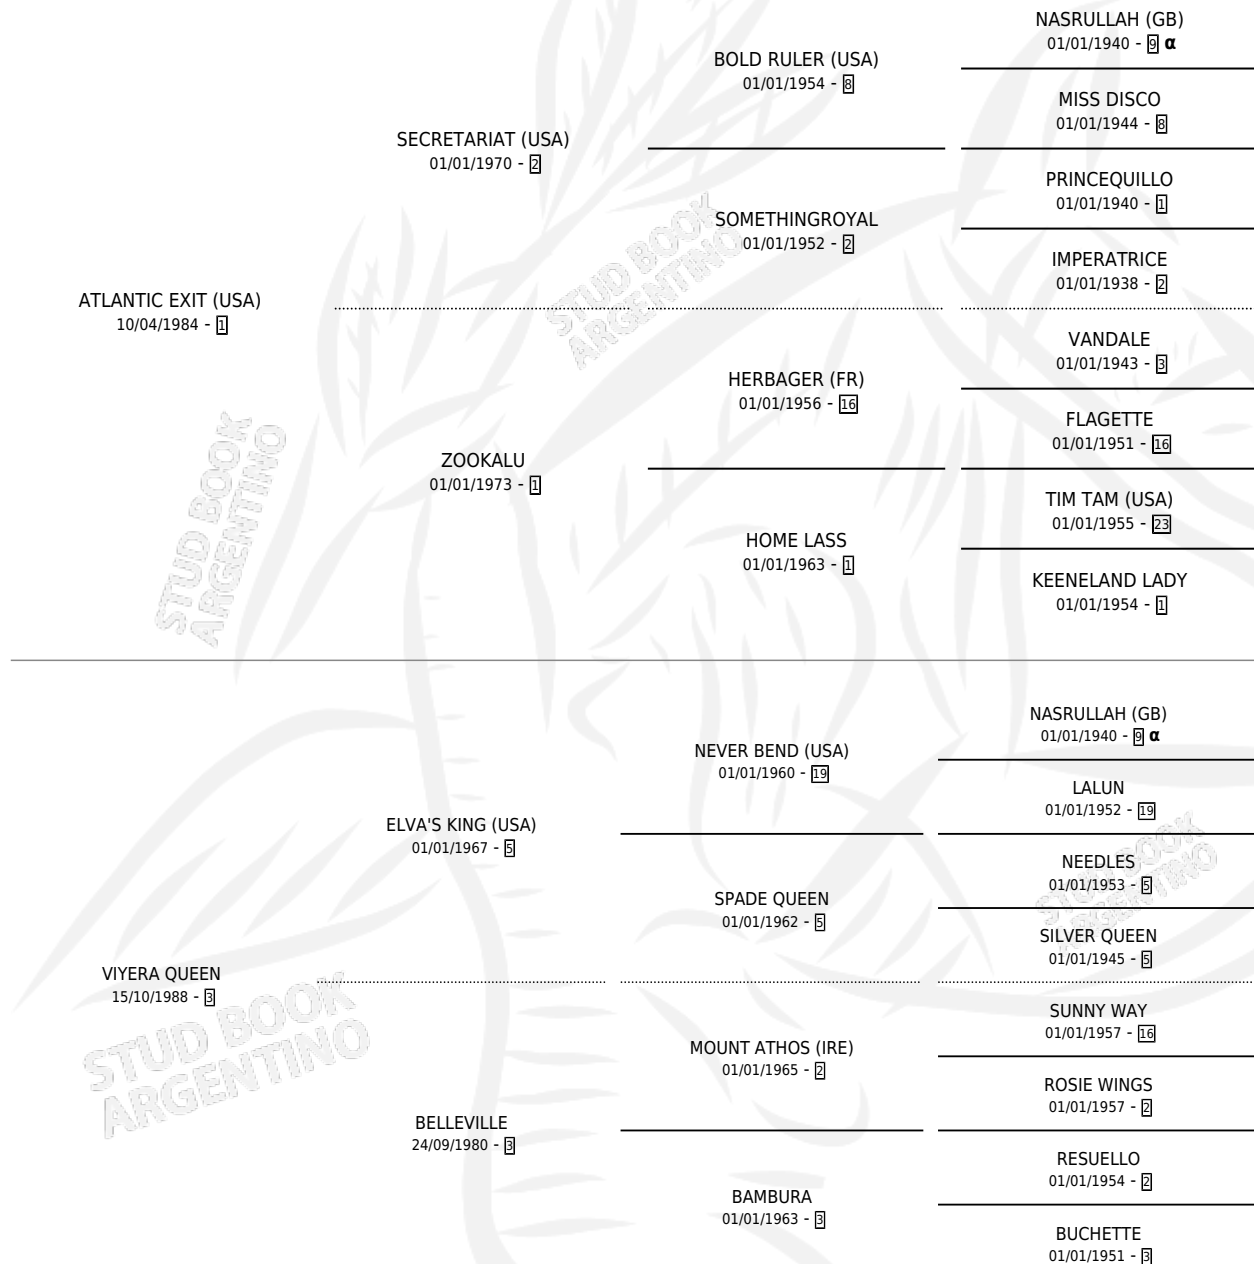 NASRULLAH (GB)
01/01/1940 - 9 α
BOLD RULER (USA)
01/01/1954 - 8
MISS DISCO
01/01/1944 - 8
SECRETARIAT (USA)
01/01/1970 - 2
PRINCEQUILLO
01/01/1940 - 1
SOMETHINGROYAL
01/01/1952 - 2
IMPERATRICE
01/01/1938 - 2
ATLANTIC EXIT (USA)
10/04/1984 - 1
VANDALE
01/01/1943 - 3
HERBAGER (FR)
01/01/1956 - 16
FLAGETTE
01/01/1951 - 16
ZOOKALU
01/01/1973 - 1
TIM TAM (USA)
01/01/1955 - 23
HOME LASS
01/01/1963 - 1
KEENELAND LADY
01/01/1954 - 1
NASRULLAH (GB)
01/01/1940 - 9 α
NEVER BEND (USA)
01/01/1960 - 19
LALUN
01/01/1952 - 19
ELVA'S KING (USA)
01/01/1967 - 5
NEEDLES
01/01/1953 - 5
SPADE QUEEN
01/01/1962 - 5
SILVER QUEEN
01/01/1945 - 5
VIYERA QUEEN
15/10/1988 - 3
SUNNY WAY
01/01/1957 - 16
MOUNT ATHOS (IRE)
01/01/1965 - 2
ROSIE WINGS
01/01/1957 - 2
BELLEVILLE
24/09/1980 - 3
RESUELLO
01/01/1954 - 2
BAMBURA
01/01/1963 - 3
BUCHETTE
01/01/1951 - 3
STUD BOOK
ARGENTINO
STUD BOOK
ARGENTINO
STUD BOOK
ARGENTINO
STUD BOOK
ARGENTINO